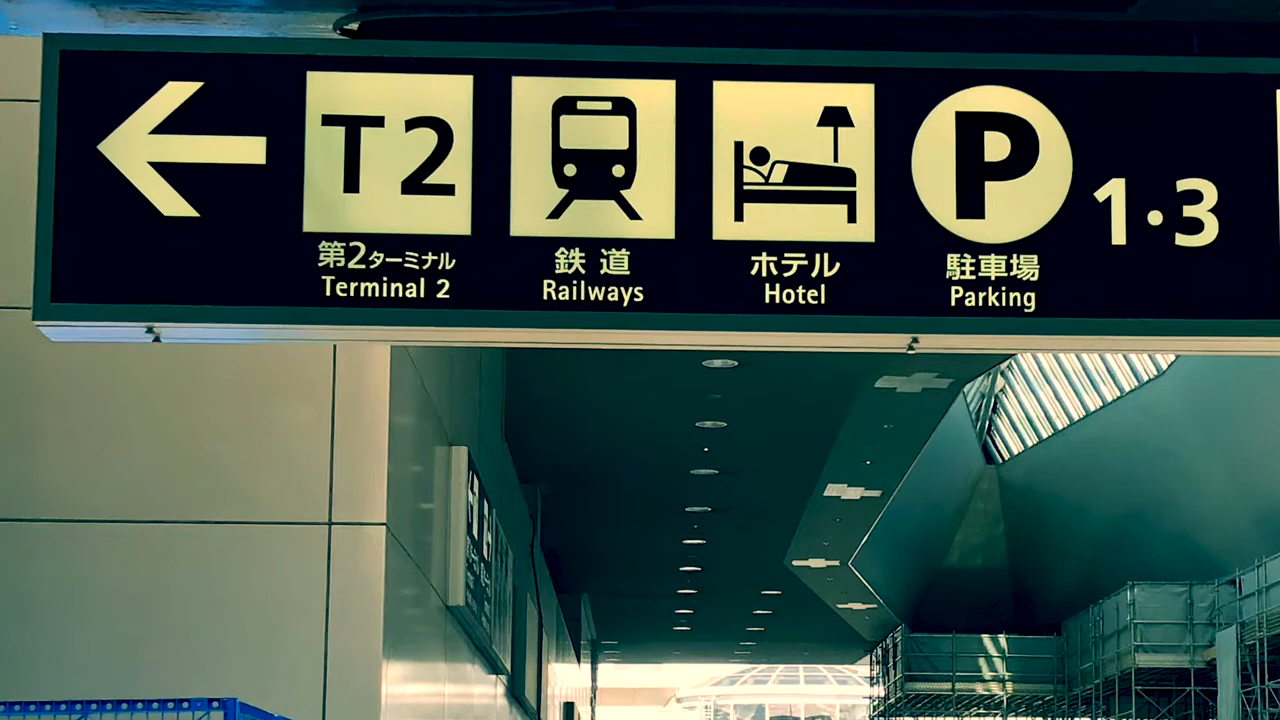 T2
第2ターミナル
Terminal 2
鉄道
Railways
ホテル
Hotel
P
駐車場
Parking
1·3